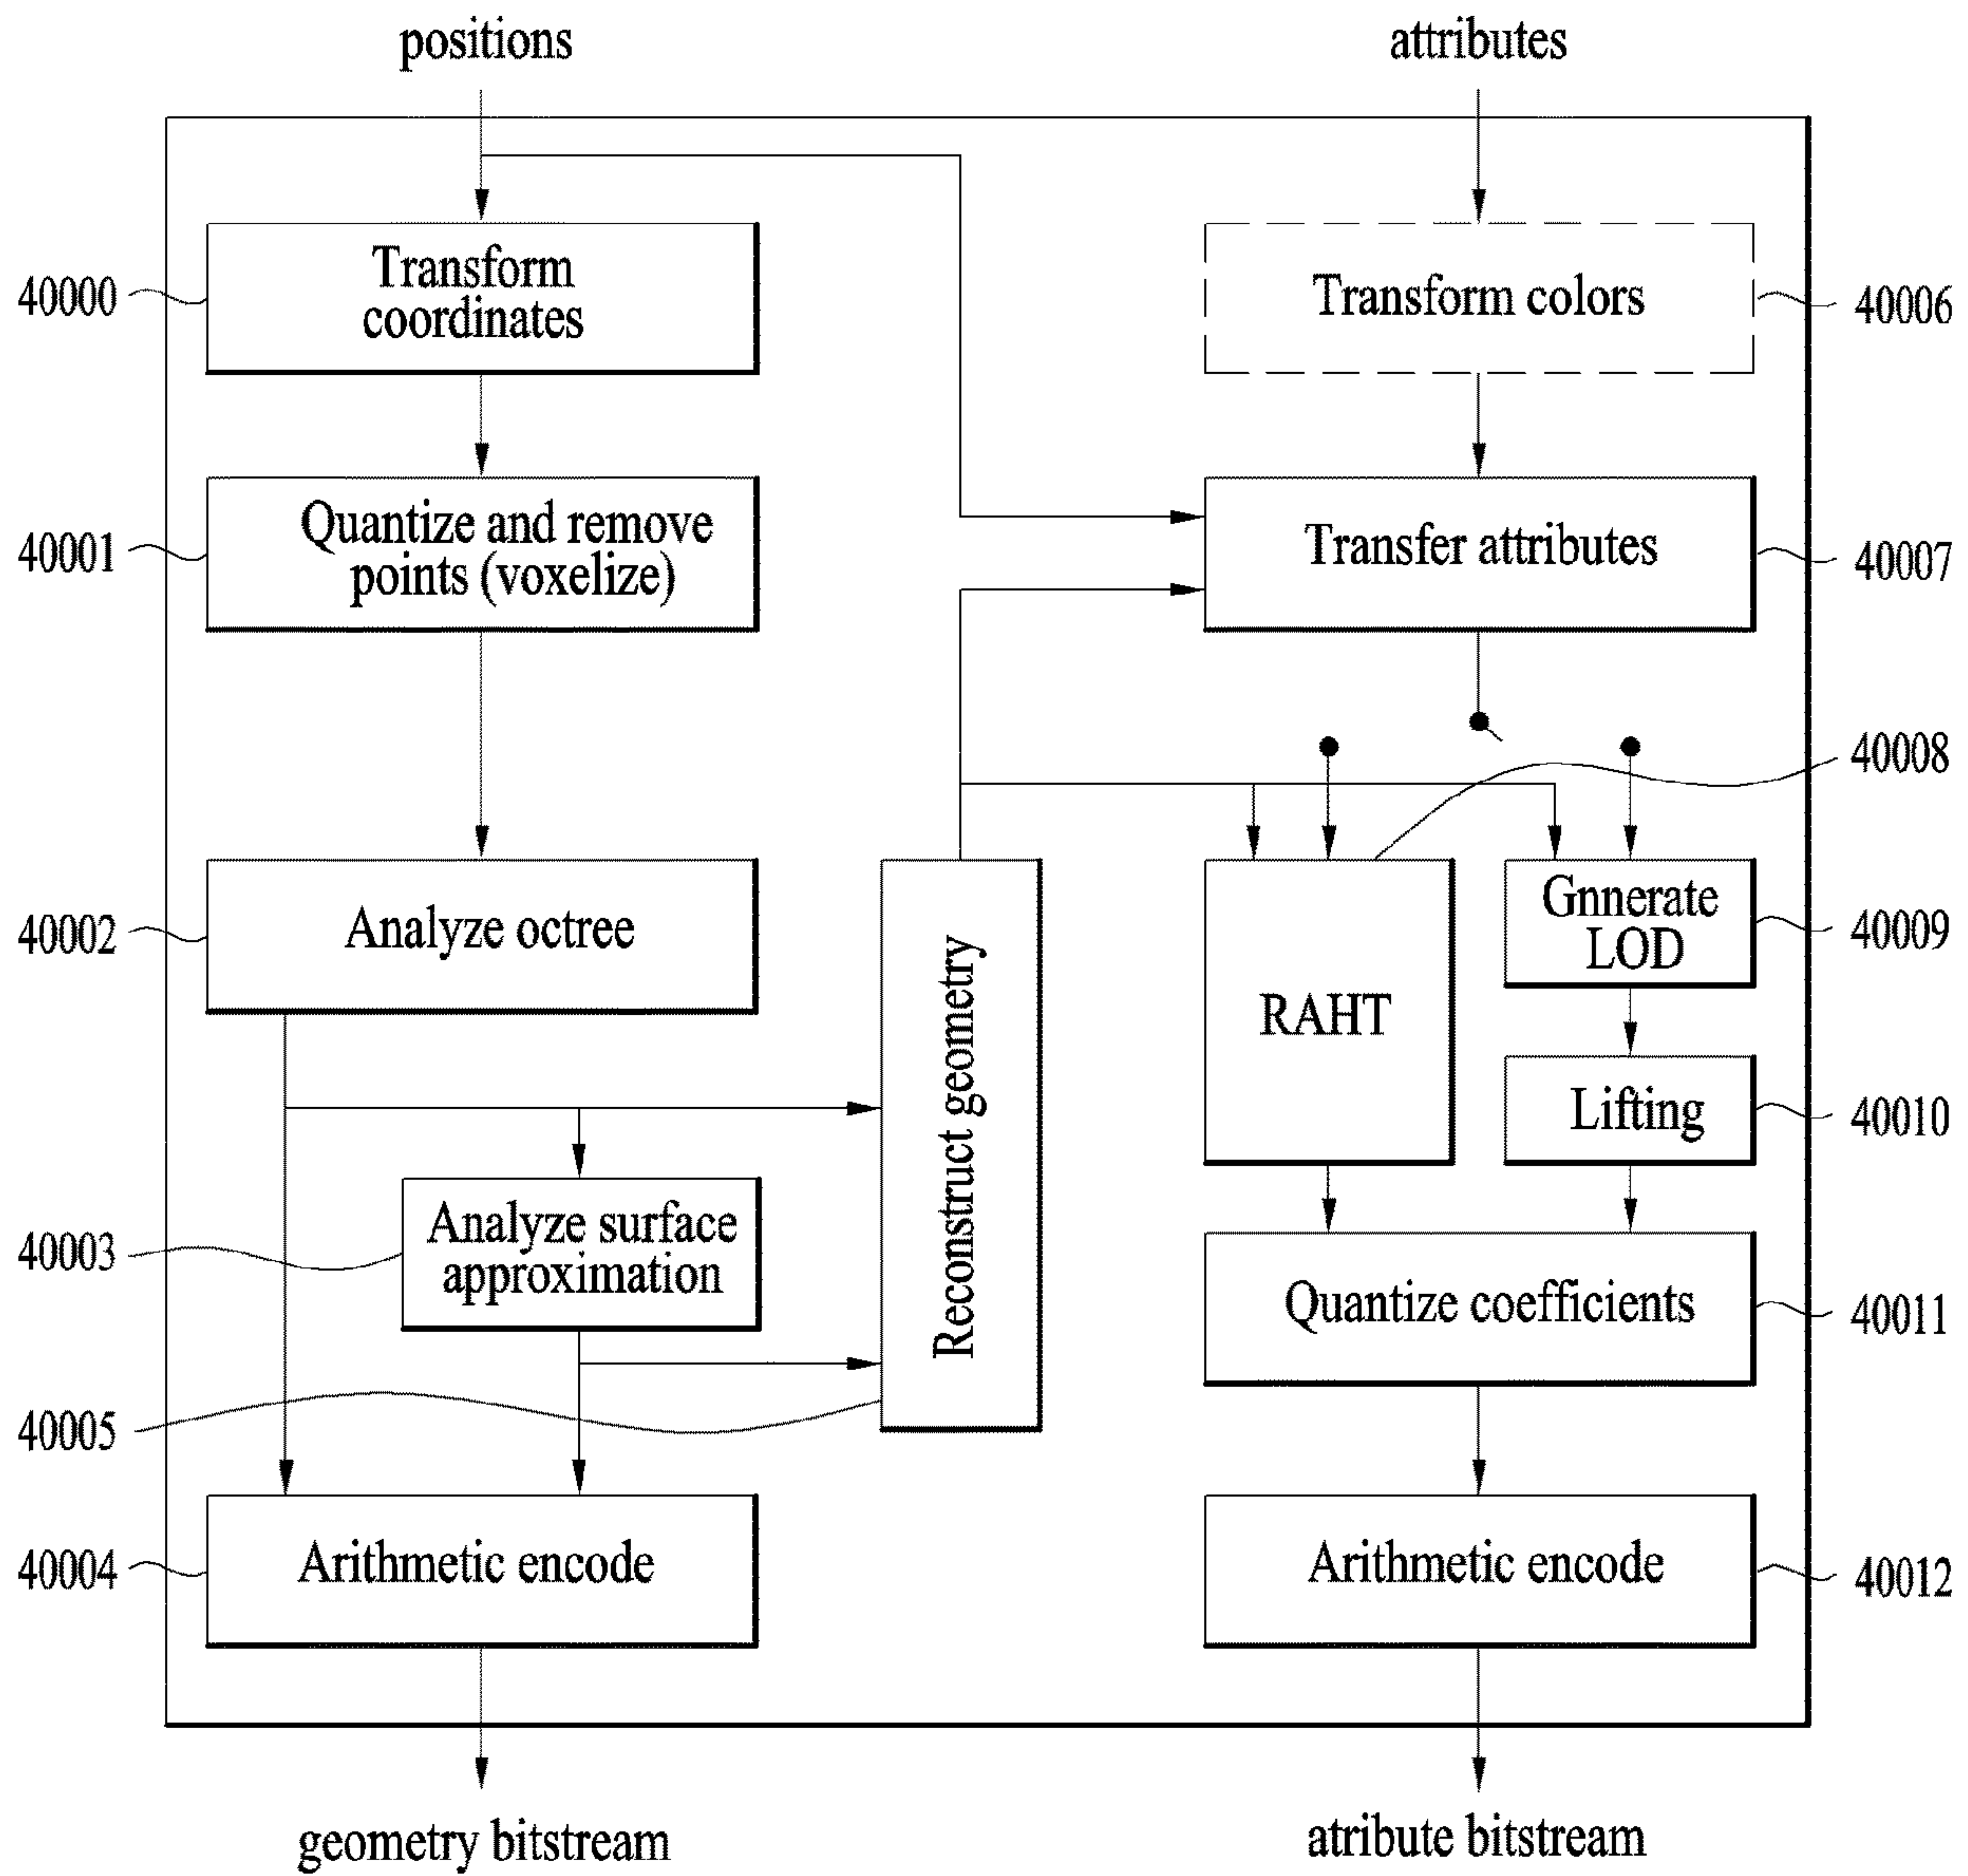 positions
attributes
Transform
coordinates
40000
Transform colors
40006
Quantize and remove
points (voxelize)
40001
Transfer attributes
40007
40008
Analyze octree
40002
Reconstruct geometry
RAHT
Gnnerate
LOD
40009
Lifting
40010
Analyze surface
approximation
40003
Quantize coefficients
40011
40005
Arithmetic encode
40004
Arithmetic encode
40012
geometry bitstream
atribute bitstream